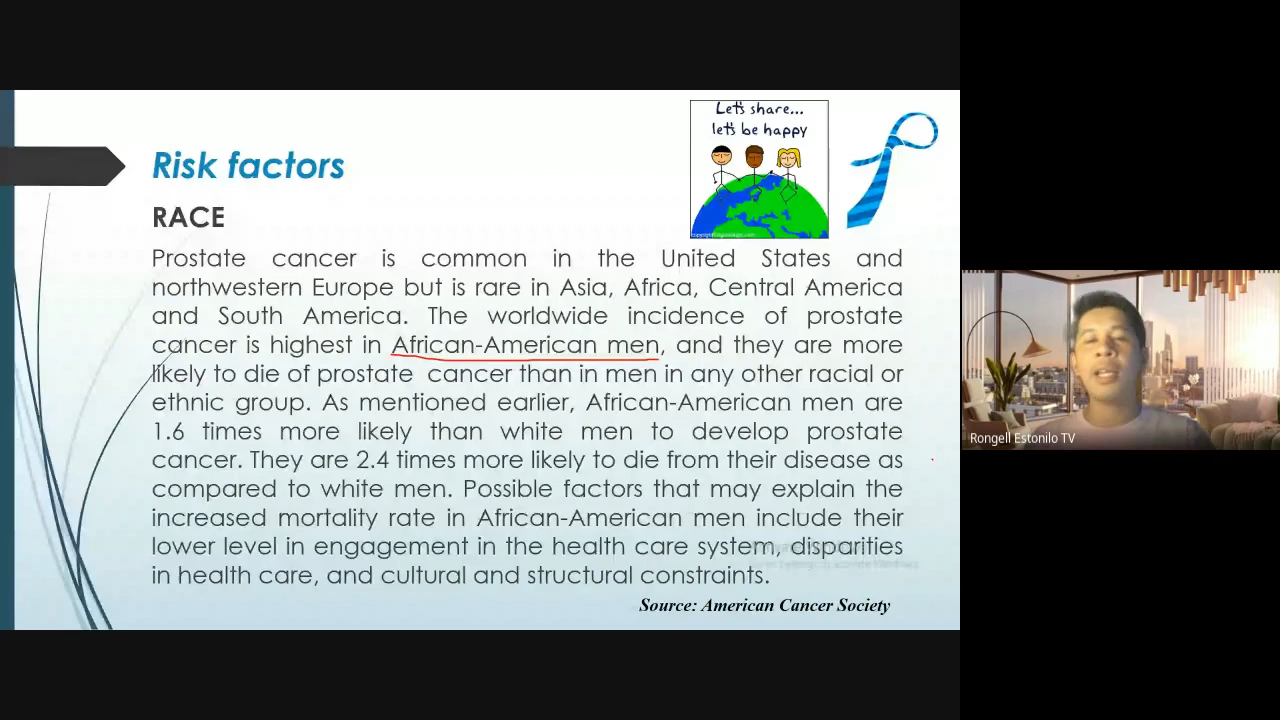 Let's share...
let's be happy
Risk factors
RACE
Prostate cancer is common in the United States and
northwestern Europe but is rare in Asia, Africa, Central America
and South America. The worldwide incidence of prostate
cancer is highest in African-American men, and they are more
likely to die of prostate cancer than in men in any other racial or
ethnic group. As mentioned earlier, African-American men are
1.6 times more likely than white men to develop prostate
cancer. They are 2.4 times more likely to die from their disease as
compared to white men. Possible factors that may explain the
increased mortality rate in African-American men include their
lower level in engagement in the health care system, disparities
in health care, and cultural and structural constraints.
Source: American Cancer Society
Rongell Estonilo TV